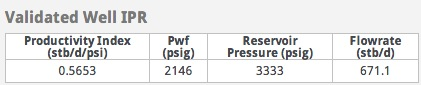 Validated Well IPR
Productivity Index Pwf Reservoir Flowrate
(stb/d/psi) (psig) Pressure (psig) (stb/d)
0.5653 2146 3333 671.1